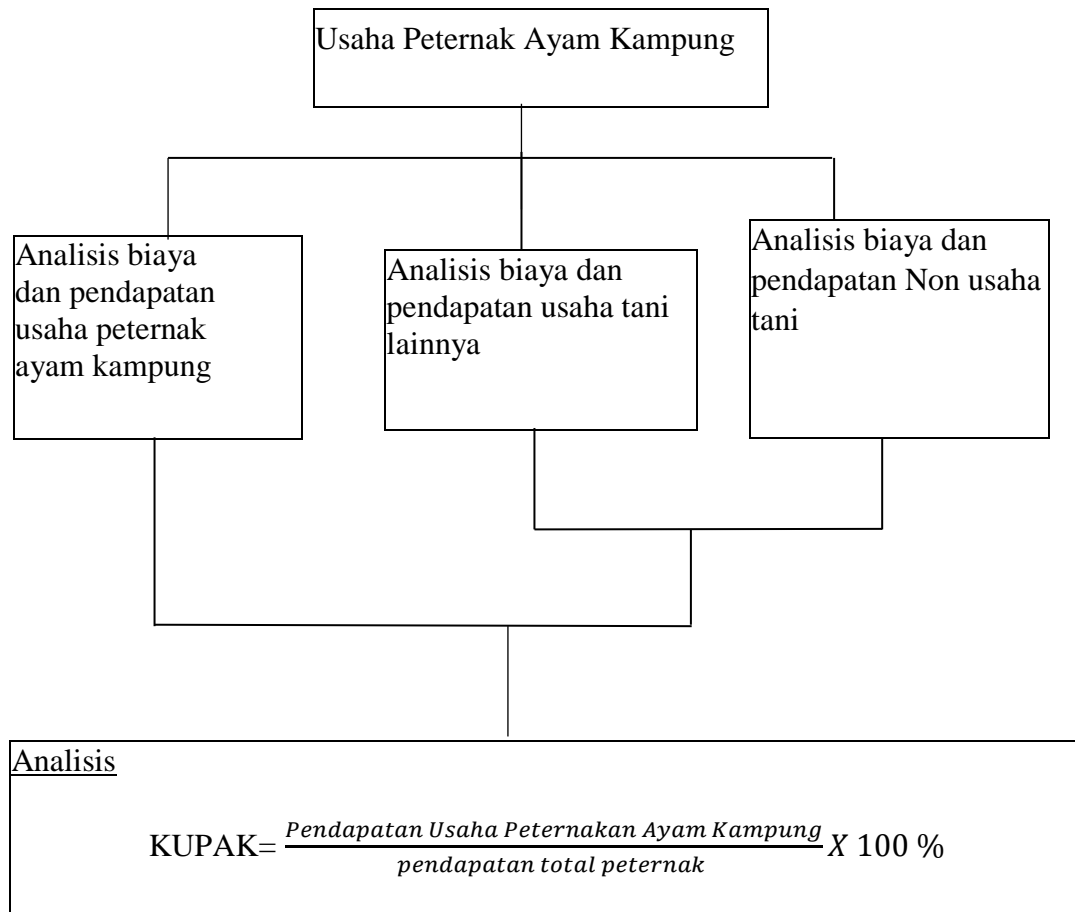 Usaha Peternak Ayam Kampung
Analisis biaya
dan pendapatan
usaha peternak
ayam kampung
Analisis biaya dan
pendapatan usaha tani
lainnya
Analisis biaya dan
pendapatan Non usaha
tani
Analisis
KUPAK= Pendapatan Usaha Peternakan Ayam Kampung / pendapatan total peternak X 100 %